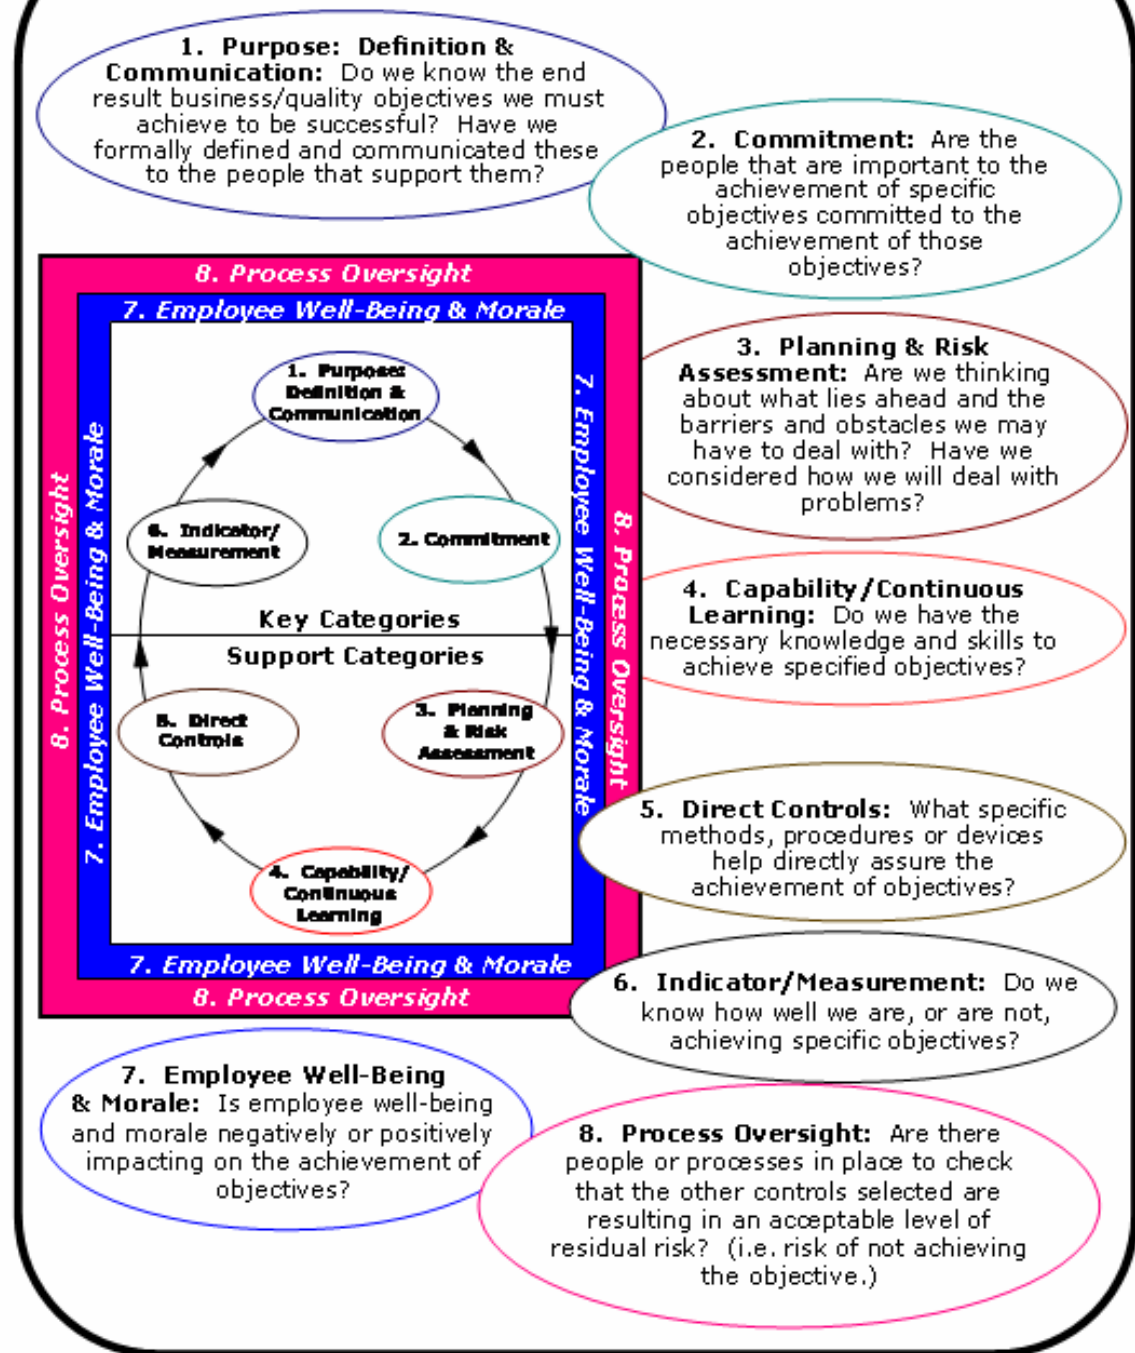 1. Purpose: Definition &
Communication: Do we know the end
result business/quality objectives we must
achieve to be successful? Have we
formally defined and communicated these
to the people that support them?
2. Commitment: Are the
people that are important to the
achievement of specific
objectives committed to the
achievement of those
objectives?
8. Process Oversight
7. Employee Well-Being & Morale
8. Process Oversight
7. Employee Well-Being & Morale
1. Purpose:
Definition &
Communication
6. Indicator/
Measurement
2. Commitment
Key Categories
Support Categories
5. Direct
Controls
3. Planning
& Risk
Assessment
4. Capability/
Continuous
Learning
7. Employee Well-Being & Morale
8. Process Oversight
7. Employee Well-Being & Morale
8. Process Oversight
3. Planning & Risk
Assessment: Are we thinking
about what lies ahead and the
barriers and obstacles we may
have to deal with? Have we
considered how we will deal with
problems?
4. Capability/Continuous
Learning: Do we have the
necessary knowledge and skills to
achieve specified objectives?
5. Direct Controls: What specific
methods, procedures or devices
help directly assure the
achievement of objectives?
6. Indicator/Measurement: Do we
know how well we are, or are not,
achieving specific objectives?
7. Employee Well-Being
& Morale: Is employee well-being
and morale negatively or positively
impacting on the achievement of
objectives?
8. Process Oversight: Are there
people or processes in place to check
that the other controls selected are
resulting in an acceptable level of
residual risk? (i.e. risk of not achieving
the objective.)